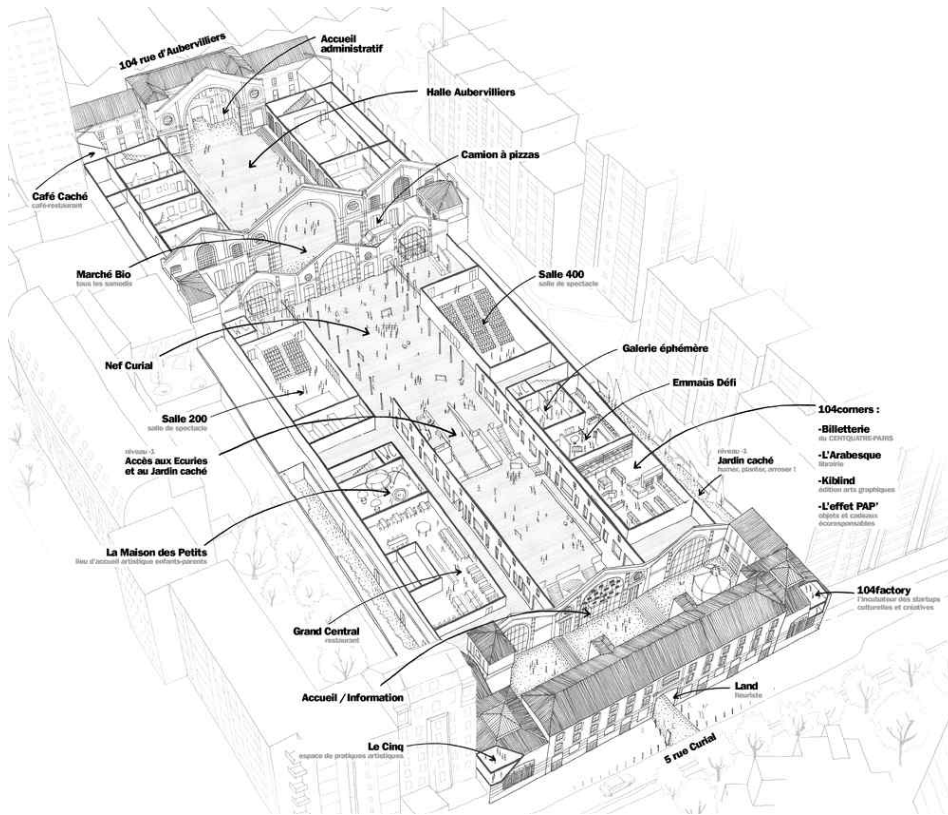 104 rue d'Aubervilliers
Accueil
administratif
Halle Aubervilliers
Camion à pizzas
Café Caché
café-restaurant
Marché Bio
tous les samedis
Salle 400
salle de spectacle
Nef Curial
Galerie éphémère
Emmaüs Défi
Salle 200
salle de spectacle
104corners :
-Billetterie
du CENTQUATRE-PARIS
-L'Arabesque
librairie
-Kiblind
édition arts graphiques
-L'effet PAP'
objets et cadeaux
écoresponsables
niveau -1
Accès aux Ecuries
et au Jardin caché
niveau -1
Jardin caché
humer, planter, arroser !
La Maison des Petits
lieu d'accueil artistique enfants-parents
104factory
l'incubateur des startups
culturelles et créatives
Grand Central
restaurant
Accueil / Information
Land
fleuriste
Le Cinq
espace de pratiques artistiques
5 rue Curial